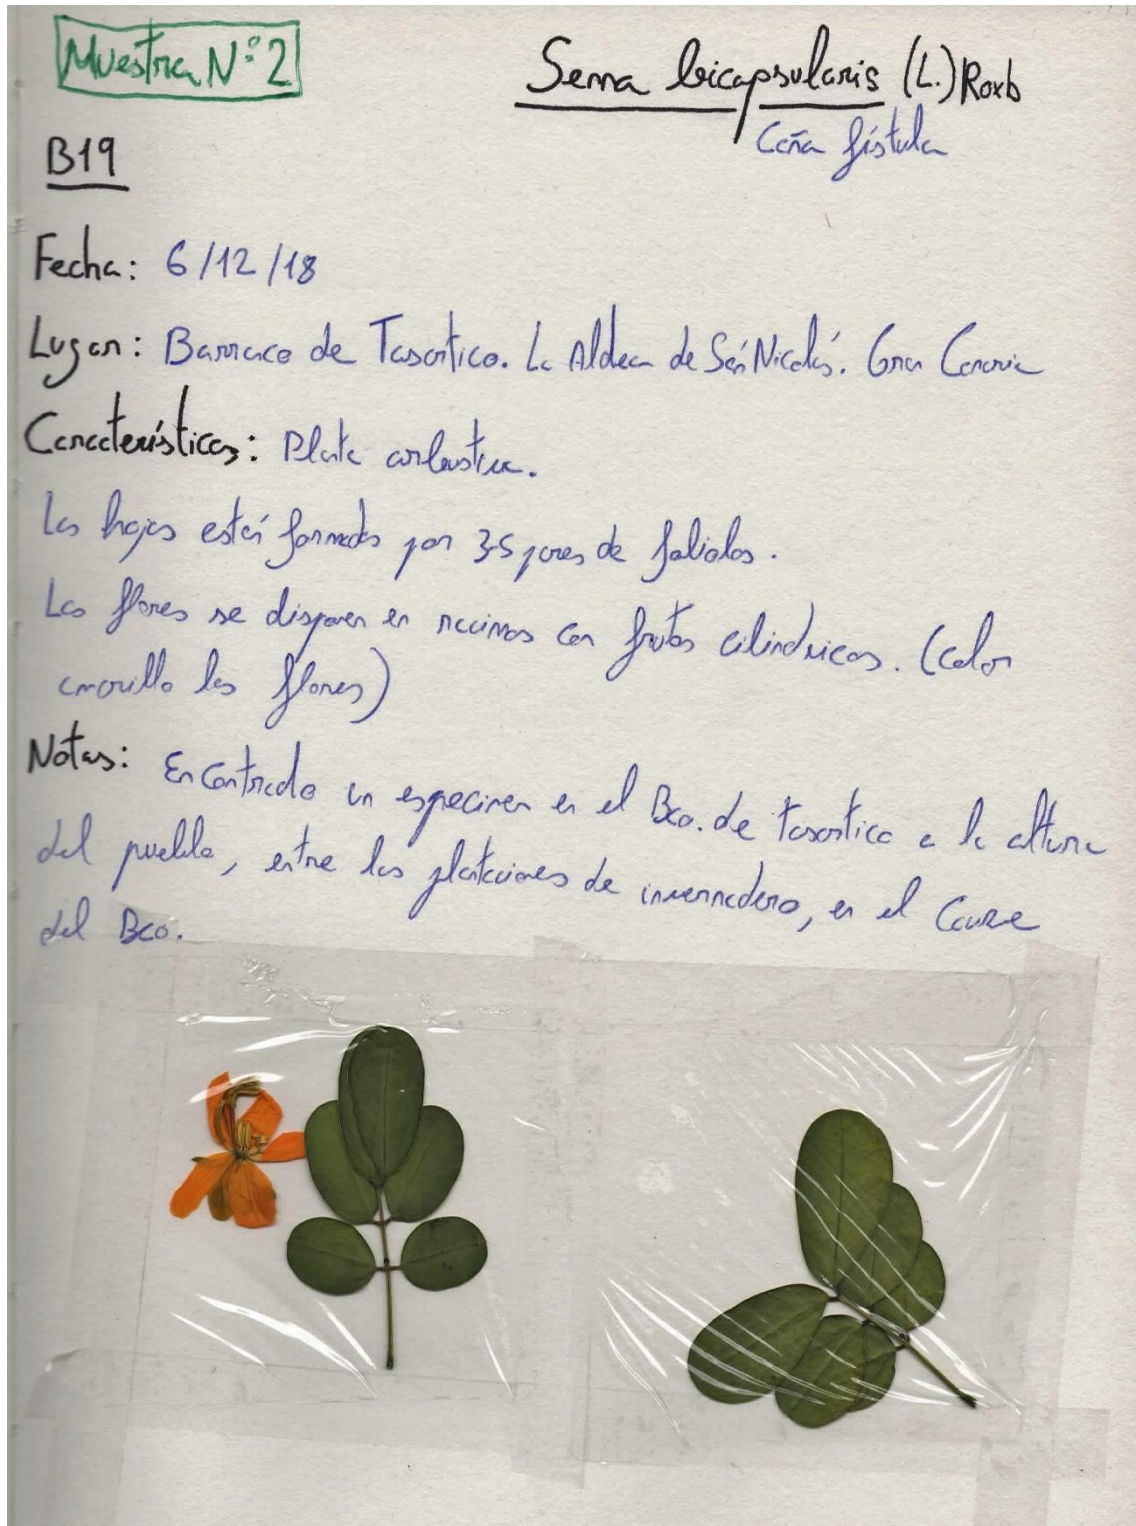 Muestra Nº 2
Senna bicapsularis (L.) Roxb
Caña fístula
B19
Fecha: 6/12/18
Lugar: Barranco de Tasartico. La Aldea de San Nicolás. Gran Canaria
Características: Planta arbustiva.
Las hojas están formadas por 3-5 pares de foliolos.
Las flores se disponen en racimos con frutos cilíndricos. (color
amarillo las flores)
Notas: Encontrado un especimen en el Bco. de tasartico a la altura
del pueblo, entre las plantaciones de invernadero, en el Cauce
del Bco.